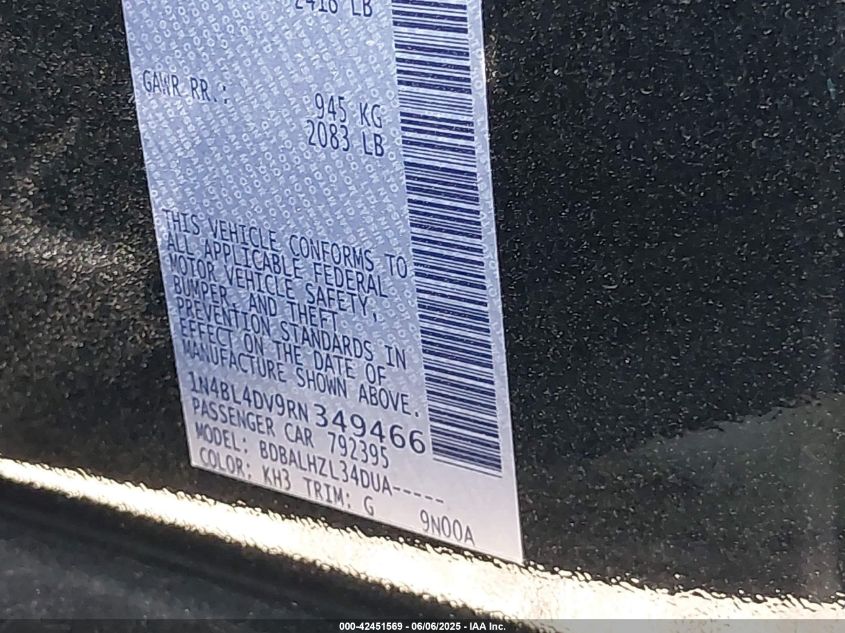 2418 LB
GAWR RR.:
945 KG
2083 LB
THIS VEHICLE CONFORMS TO
ALL APPLICABLE FEDERAL
MOTOR VEHICLE SAFETY,
BUMPER, AND THEFT
PREVENTION STANDARDS IN
EFFECT ON THE DATE OF
MANUFACTURE SHOWN ABOVE.
1N4BL4DV9RN 349466
PASSENGER CAR 792395
MODEL: BDBALHZL34DUA-----
COLOR: KH3 TRIM: G 9N00A
000-42451569 - 06/06/2025 - IAA Inc.